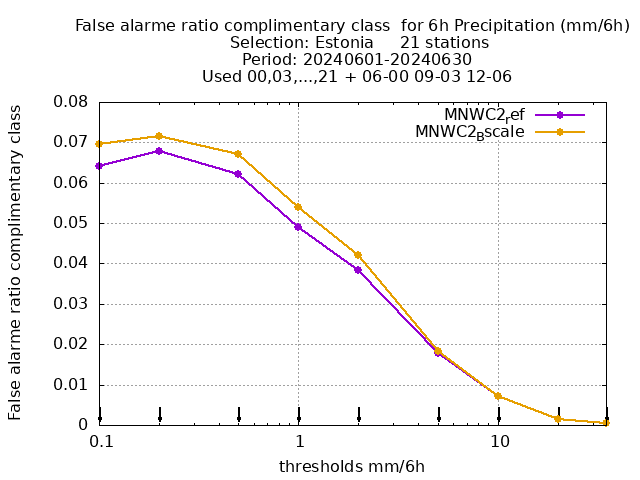 False alarme ratio complimentary class  for 6h Precipitation (mm/6h)
Selection: Estonia     21 stations
Period: 20240601-20240630
Used 00,03,...,21 + 06-00 09-03 12-06
False alarme ratio complimentary class
MNWC2ref
MNWC2Bscale
0.08
0.07
0.06
0.05
0.04
0.03
0.02
0.01
0
0.1 1 10
thresholds mm/6h